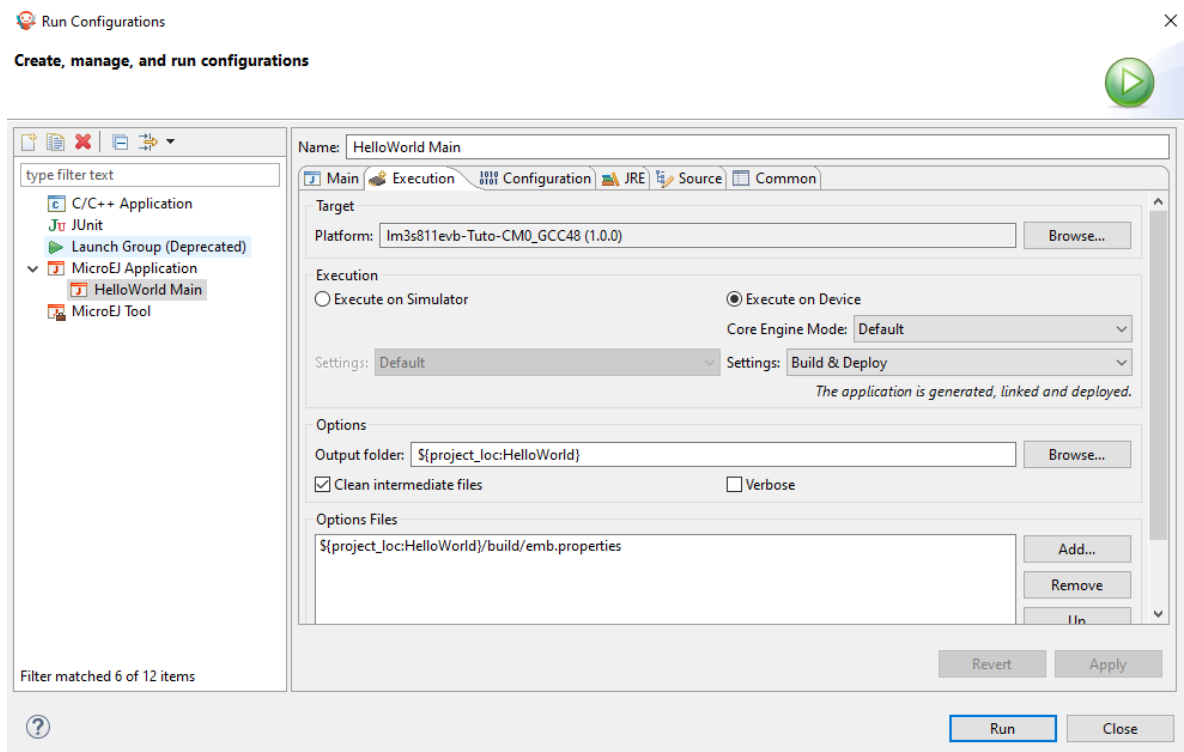 Run Configurations
Create, manage, and run configurations
type filter text
C/C++ Application
JU JUnit
Launch Group (Deprecated)
MicroEJ Application
HelloWorld Main
MicroEJ Tool
Filter matched 6 of 12 items
Name: HelloWorld Main
Main Execution Configuration JRE Source Common
Target
Platform: lm3s811evb-Tuto-CM0_GCC48 (1.0.0) Browse...
Execution
Execute on Simulator Execute on Device
Core Engine Mode: Default
Settings: Default Settings: Build & Deploy
The application is generated, linked and deployed.
Options
Output folder: ${project_loc:HelloWorld} Browse...
Clean intermediate files Verbose
Options Files
${project_loc:HelloWorld}/build/emb.properties
Add...
Remove
Up
Revert Apply
? Run Close